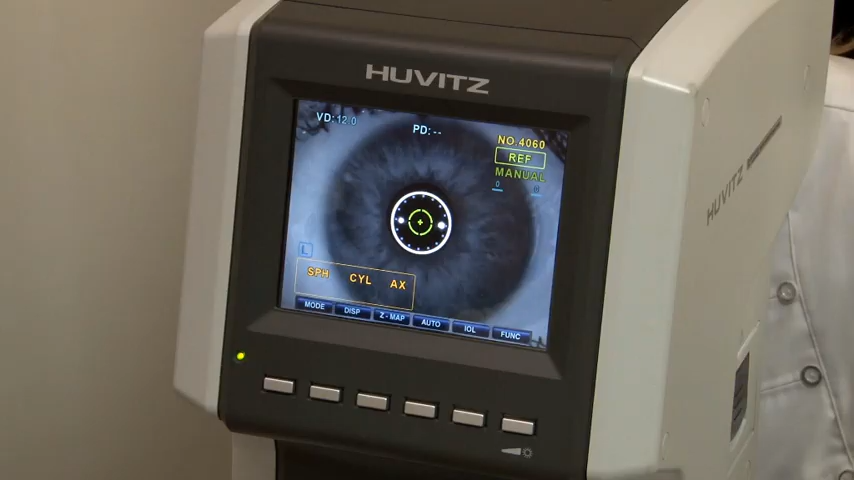 HUVITZ
VD:12.0
PD:--
NO.4060
REF
MANUAL
0 0
L
SPH CYL AX
MODE DISP Z-MAP AUTO IOL FUNC
HUVITZ